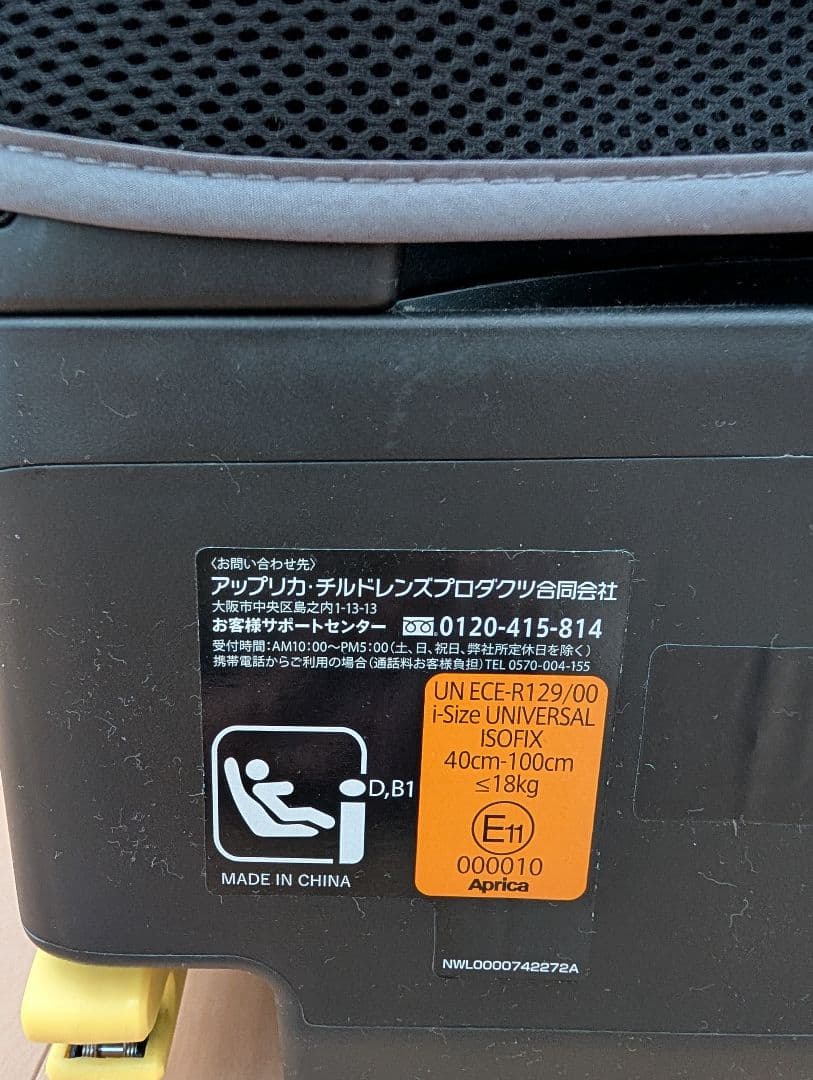 〈お問い合わせ先〉
アップリカ・チルドレンズプロダクツ合同会社
大阪市中央区島之内1-13-13
お客様サポートセンター 0120-415-814
受付時間:AM10:00〜PM5:00(土、日、祝日、弊社所定休日を除く)
携帯電話からご利用の場合(通話料お客様負担)TEL 0570-004-155
UN ECE-R129/00
i-Size UNIVERSAL
ISOFIX
40cm-100cm
≤18kg
E11
000010
Aprica
i
D,B1
MADE IN CHINA
NWL0000742272A